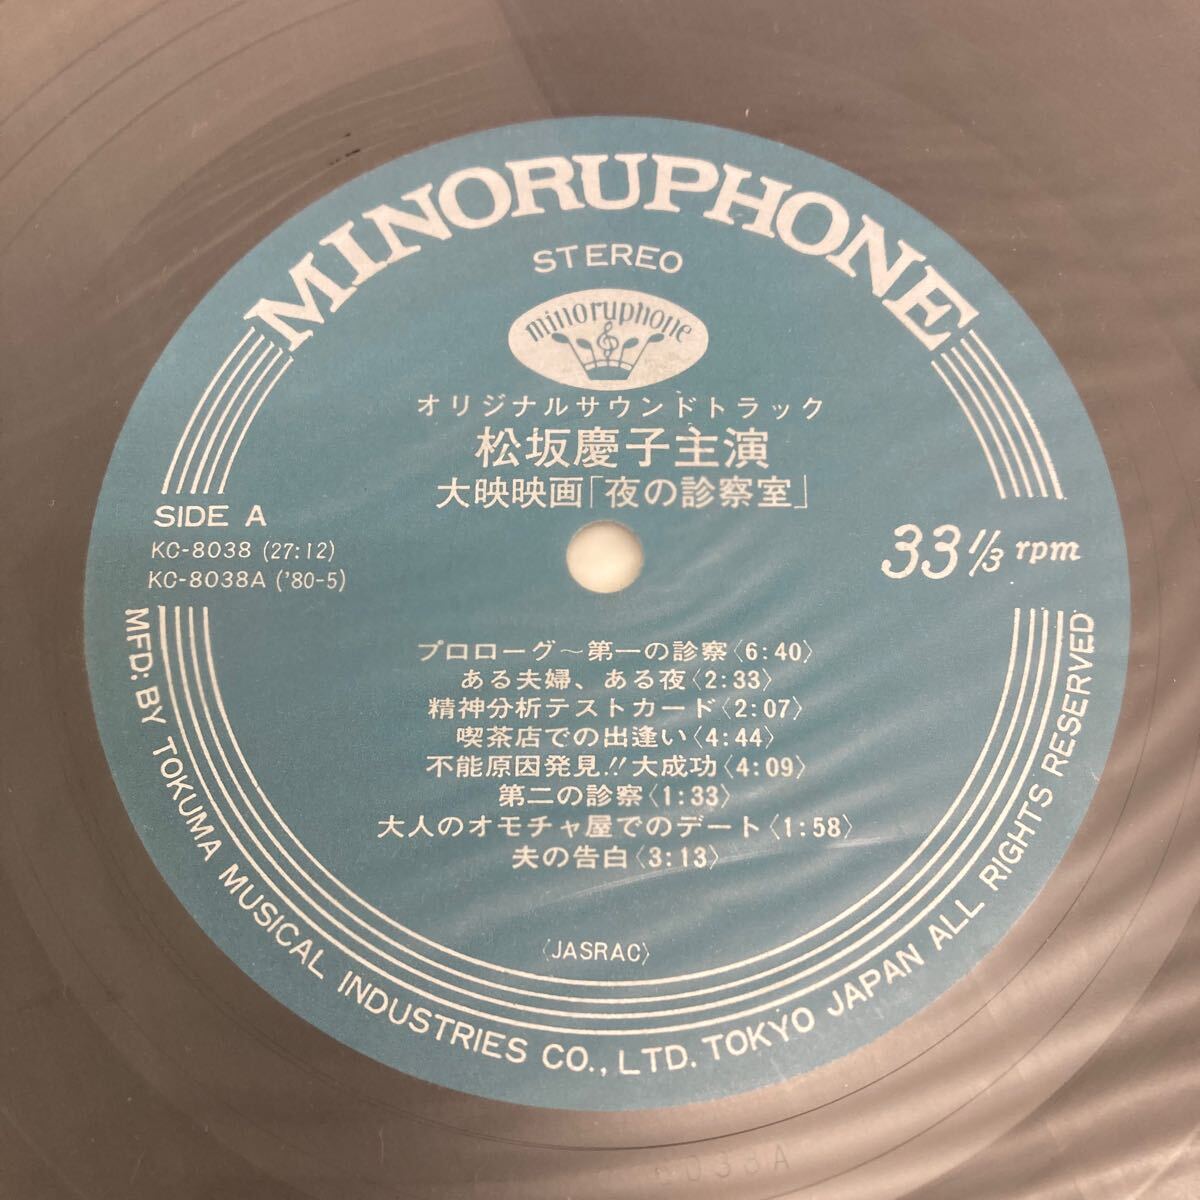 MINORUPHONE
STEREO
minoruphone
オリジナルサウンドトラック
松坂慶子主演
大映映画「夜の診察室」
SIDE A
KC-8038 (27:12)
KC-8038A ('80-5)
33 1/3 rpm
プロローグ～第一の診察〈6:40〉
ある夫婦、ある夜〈2:33〉
精神分析テストカード〈2:07〉
喫茶店での出逢い〈4:44〉
不能原因発見!!大成功〈4:09〉
第二の診察〈1:33〉
大人のオモチャ屋でのデート〈1:58〉
夫の告白〈3:13〉
〈JASRAC〉
MFD: BY TOKUMA MUSICAL INDUSTRIES CO., LTD. TOKYO JAPAN ALL RIGHTS RESERVED